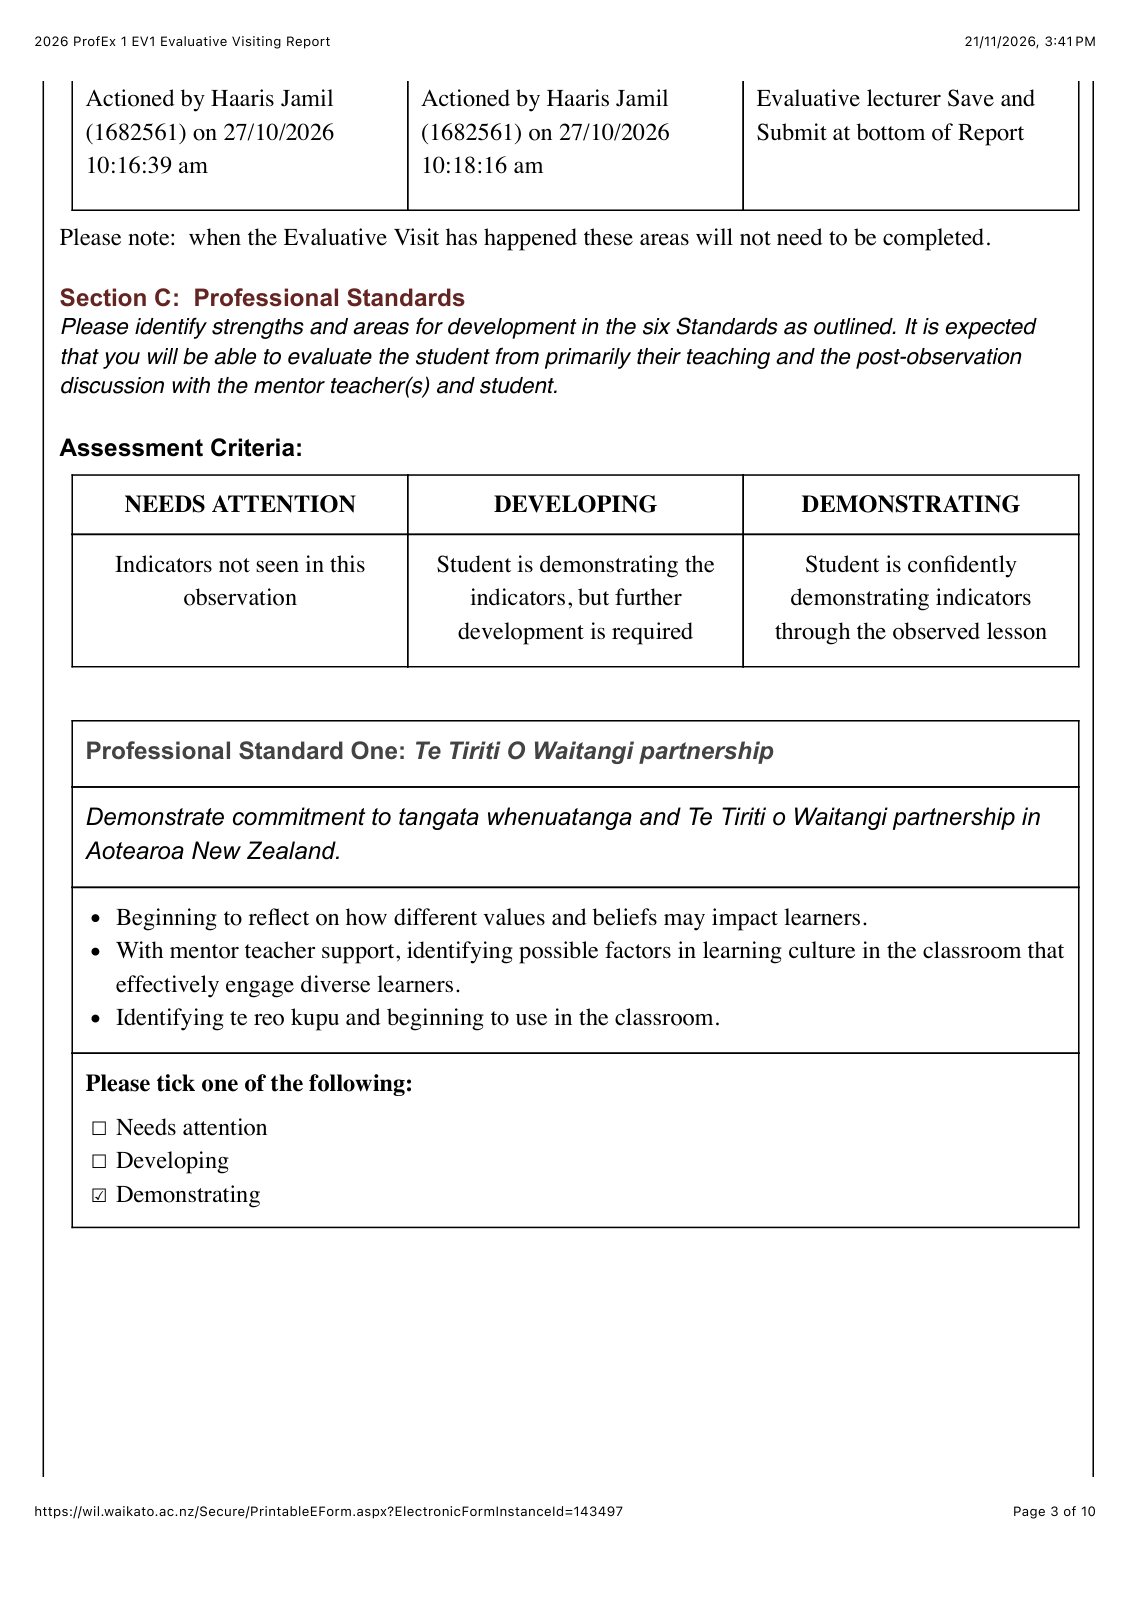 2026 ProfEx 1 EV1 Evaluative Visiting Report
21/11/2026, 3:41 PM
Actioned by Haaris Jamil
(1682561) on 27/10/2026
10:16:39 am
Actioned by Haaris Jamil
(1682561) on 27/10/2026
10:18:16 am
Evaluative lecturer Save and
Submit at bottom of Report
Please note:  when the Evaluative Visit has happened these areas will not need to be completed.
Section C:  Professional Standards
Please identify strengths and areas for development in the six Standards as outlined. It is expected
that you will be able to evaluate the student from primarily their teaching and the post-observation
discussion with the mentor teacher(s) and student.
Assessment Criteria:
NEEDS ATTENTION
DEVELOPING
DEMONSTRATING
Indicators not seen in this
observation
Student is demonstrating the
indicators, but further
development is required
Student is confidently
demonstrating indicators
through the observed lesson
Professional Standard One: Te Tiriti O Waitangi partnership
Demonstrate commitment to tangata whenuatanga and Te Tiriti o Waitangi partnership in
Aotearoa New Zealand.
• Beginning to reflect on how different values and beliefs may impact learners.
• With mentor teacher support, identifying possible factors in learning culture in the classroom that
effectively engage diverse learners.
• Identifying te reo kupu and beginning to use in the classroom.
Please tick one of the following:
☐ Needs attention
☐ Developing
☑ Demonstrating
https://wil.waikato.ac.nz/Secure/PrintableEForm.aspx?ElectronicFormInstanceId=143497
Page 3 of 10